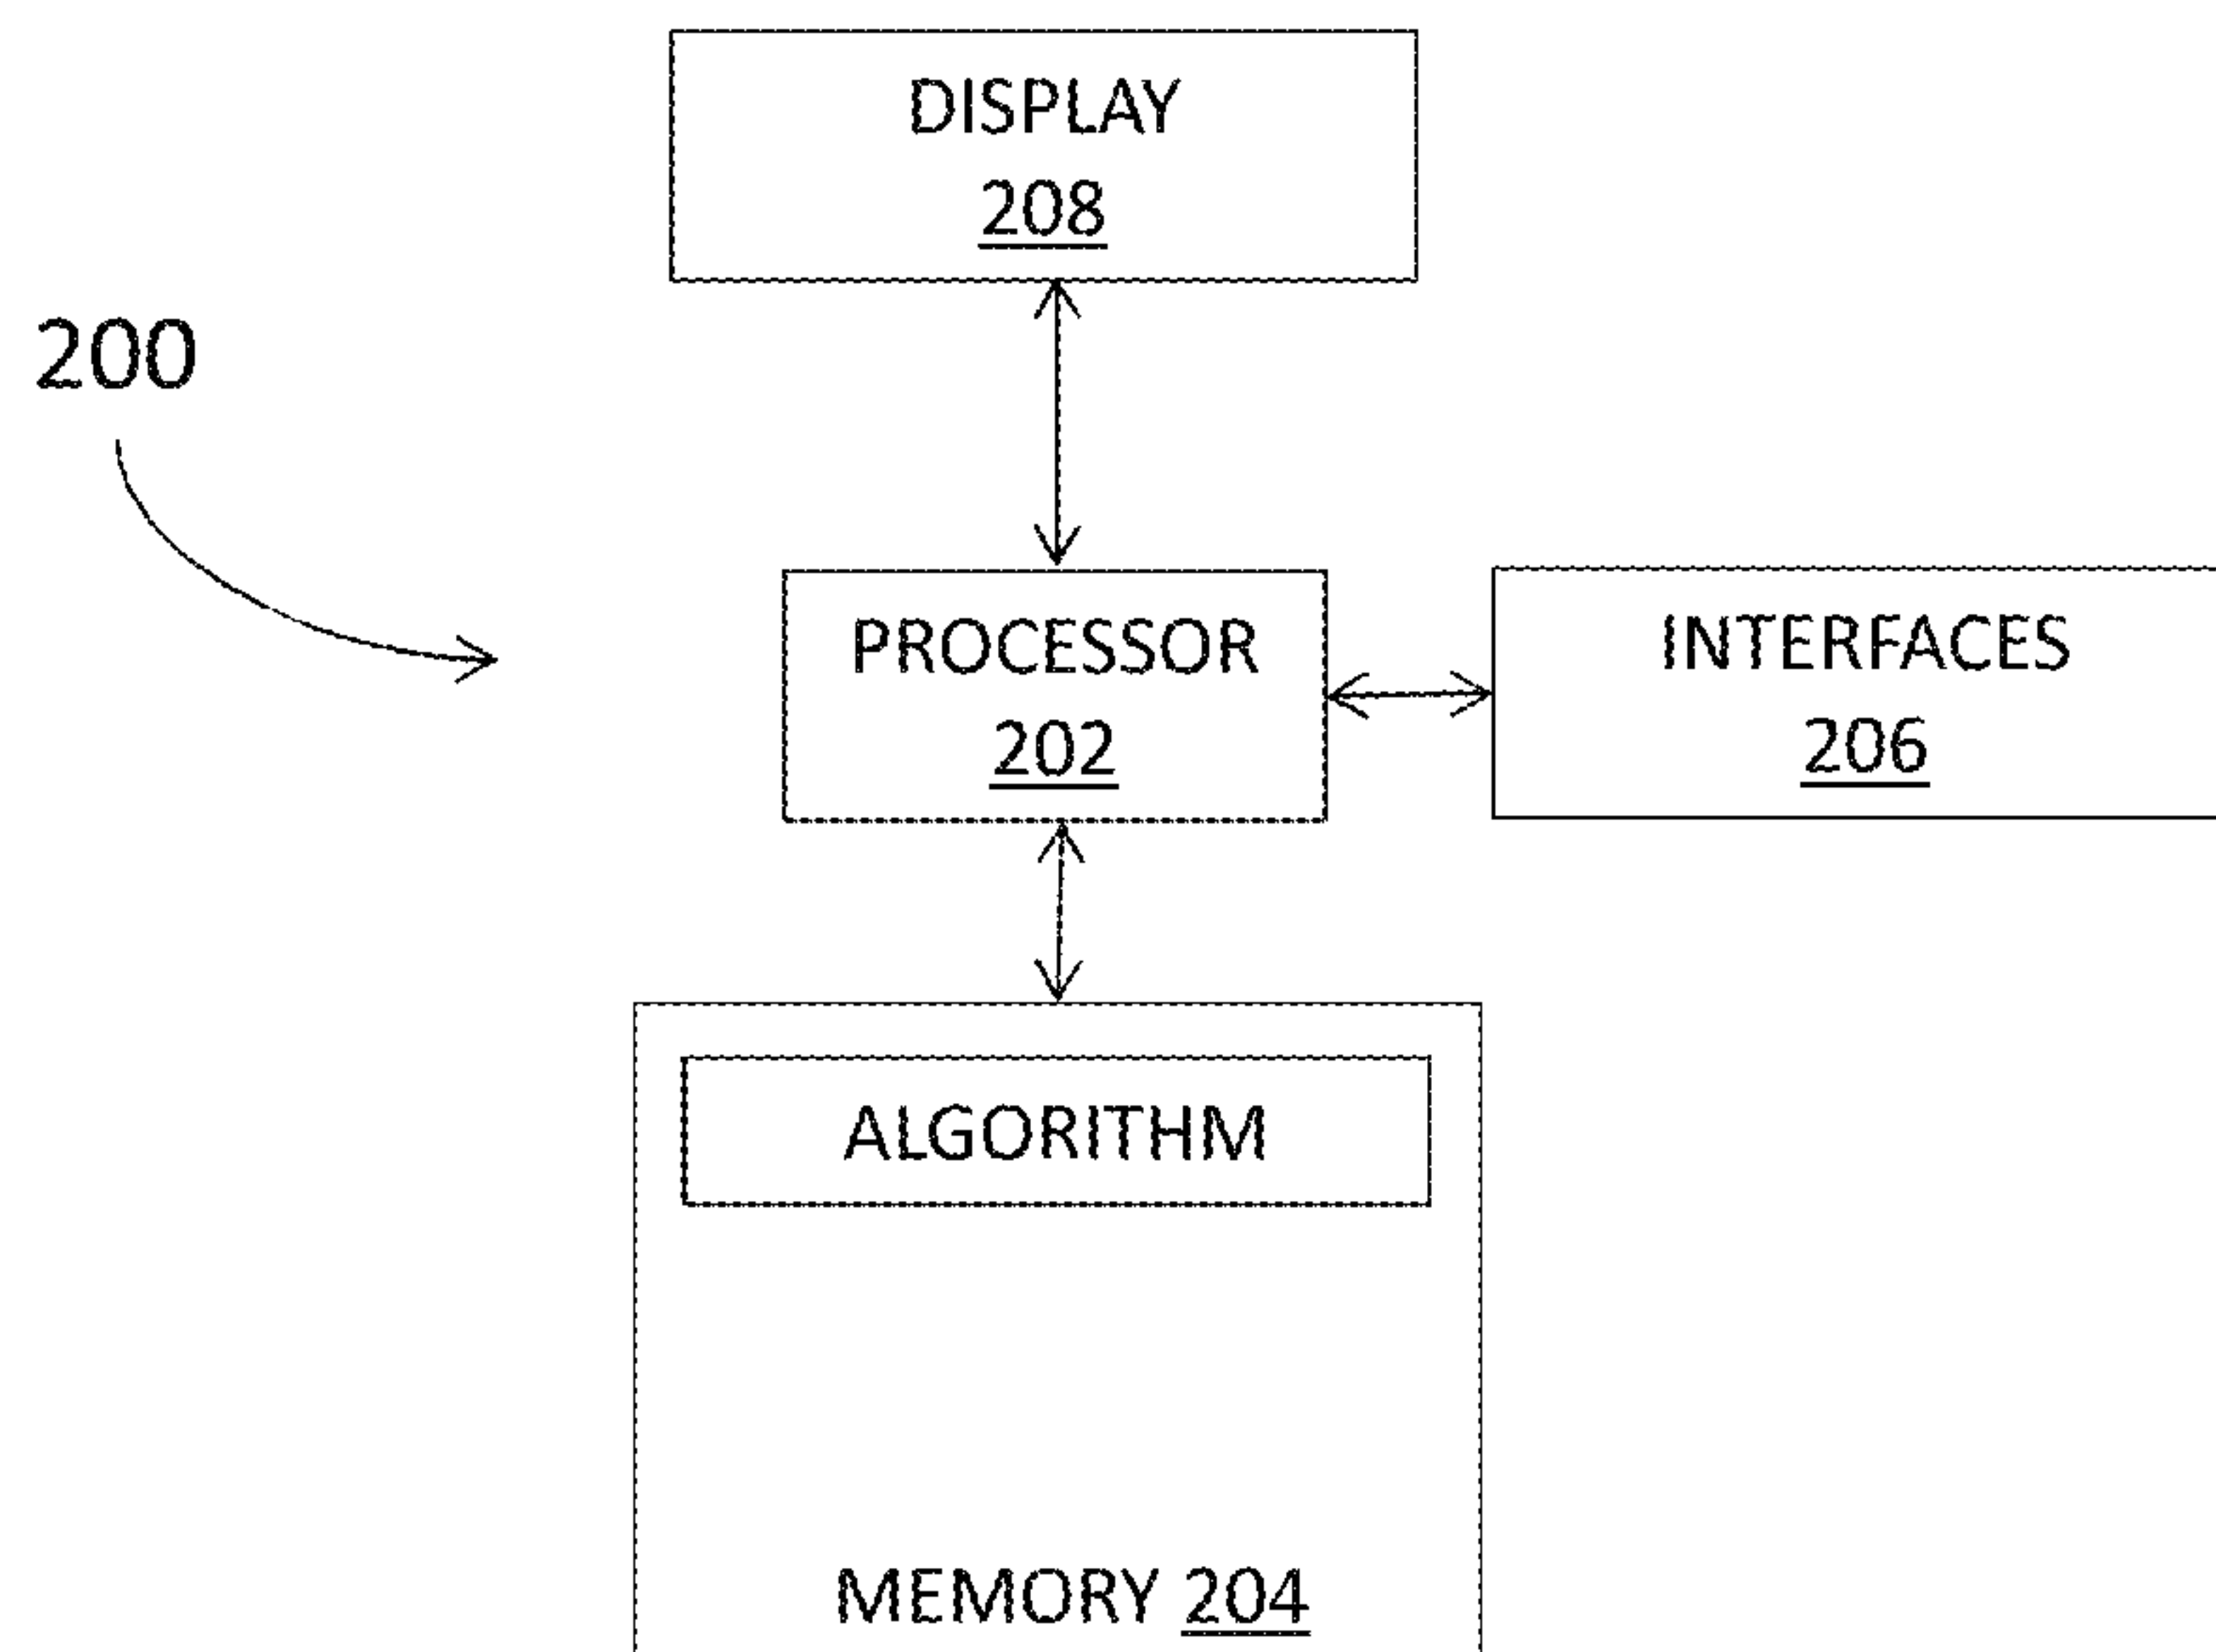 DISPLAY
208
200
PROCESSOR
202
INTERFACES
206
ALGORITHM
MEMORY 204